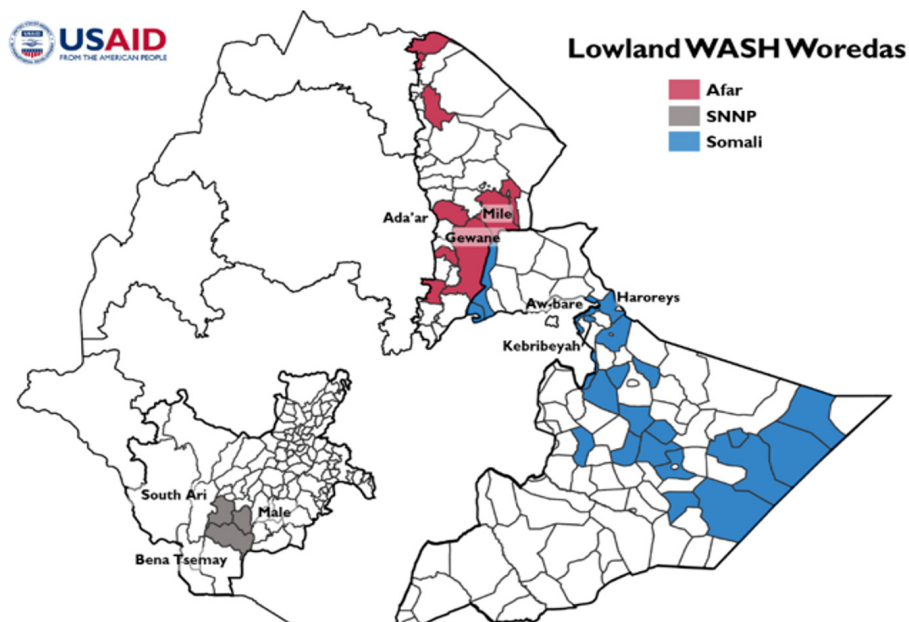 USAID
FROM THE AMERICAN PEOPLE
Lowland WASH Woredas
Afar
SNNP
Somali
Ada'ar
Mile
Gewane
Aw-bare
Haroreys
Kebribeyah
South Ari
Male
Bena Tsemay